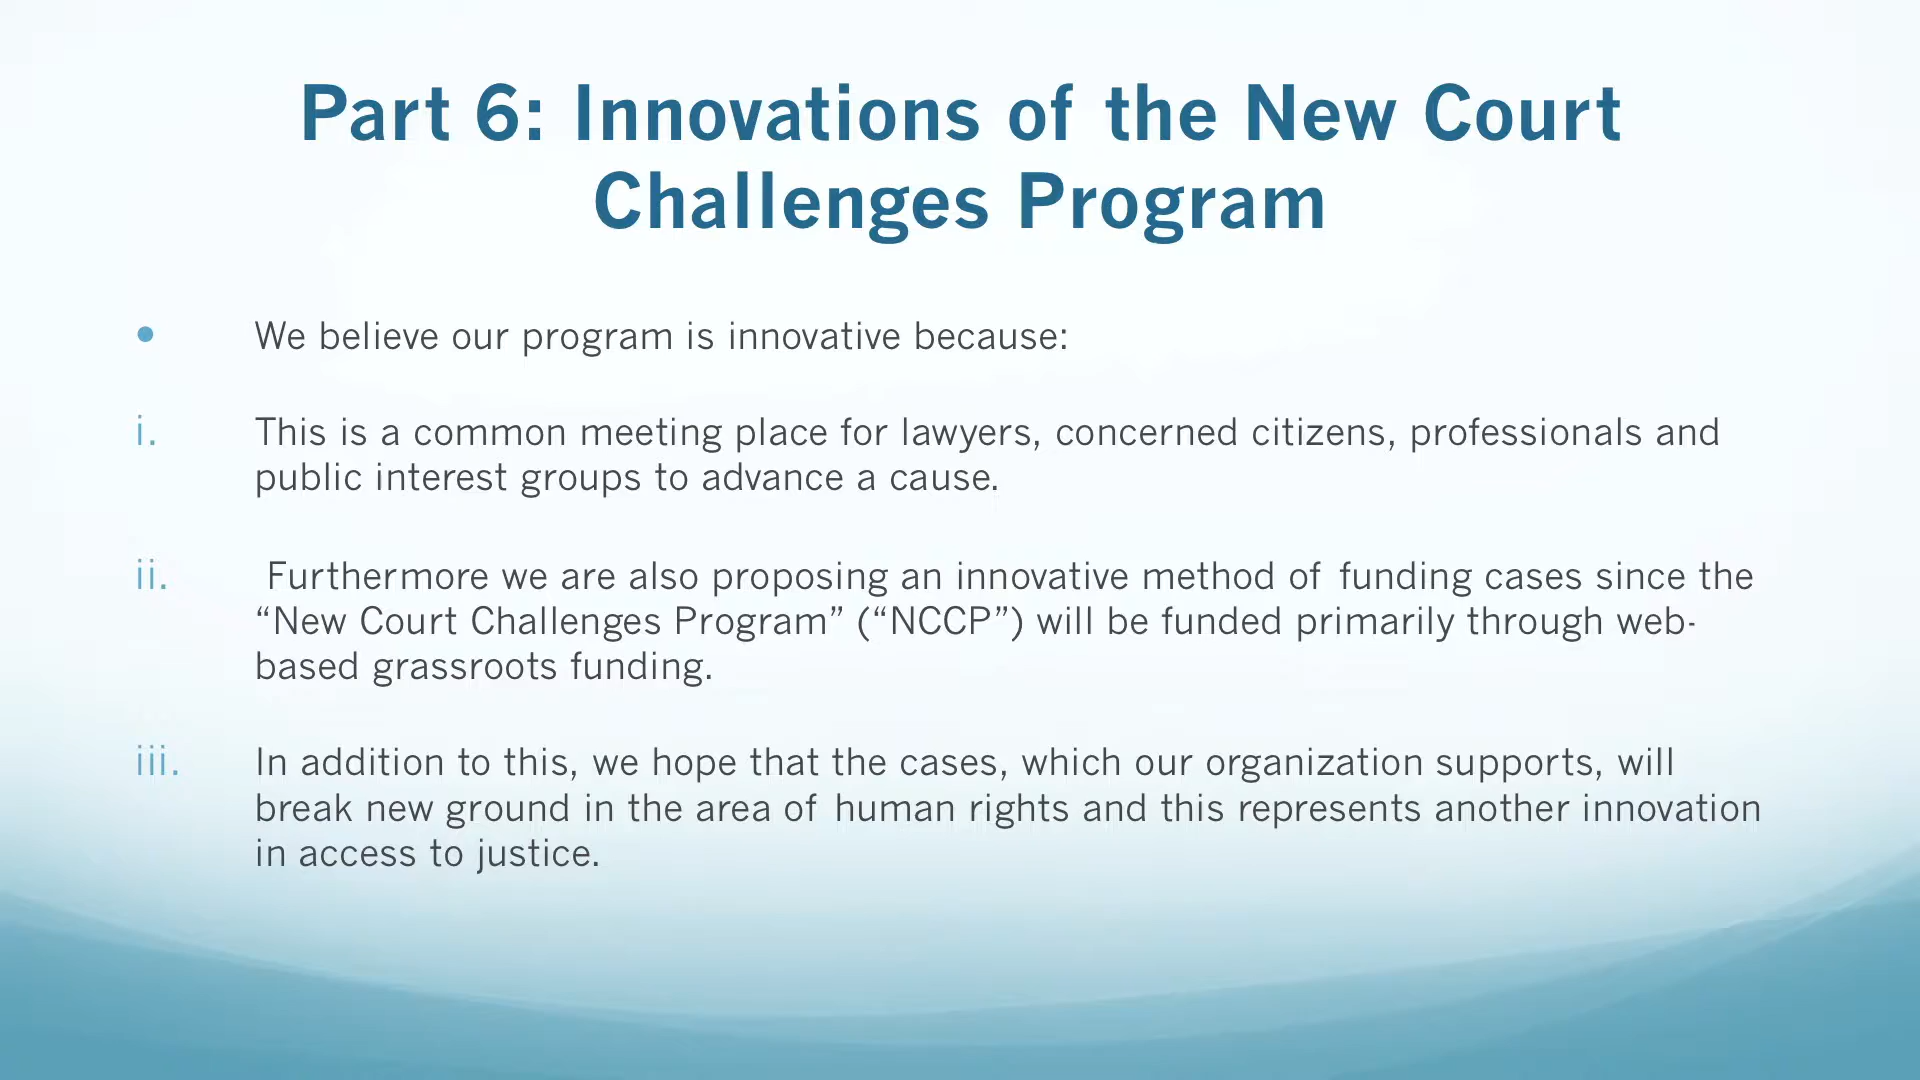 Part 6: Innovations of the New Court
Challenges Program
• We believe our program is innovative because:
i. This is a common meeting place for lawyers, concerned citizens, professionals and
public interest groups to advance a cause.
ii. Furthermore we are also proposing an innovative method of funding cases since the
“New Court Challenges Program” (“NCCP”) will be funded primarily through web-
based grassroots funding.
iii. In addition to this, we hope that the cases, which our organization supports, will
break new ground in the area of human rights and this represents another innovation
in access to justice.